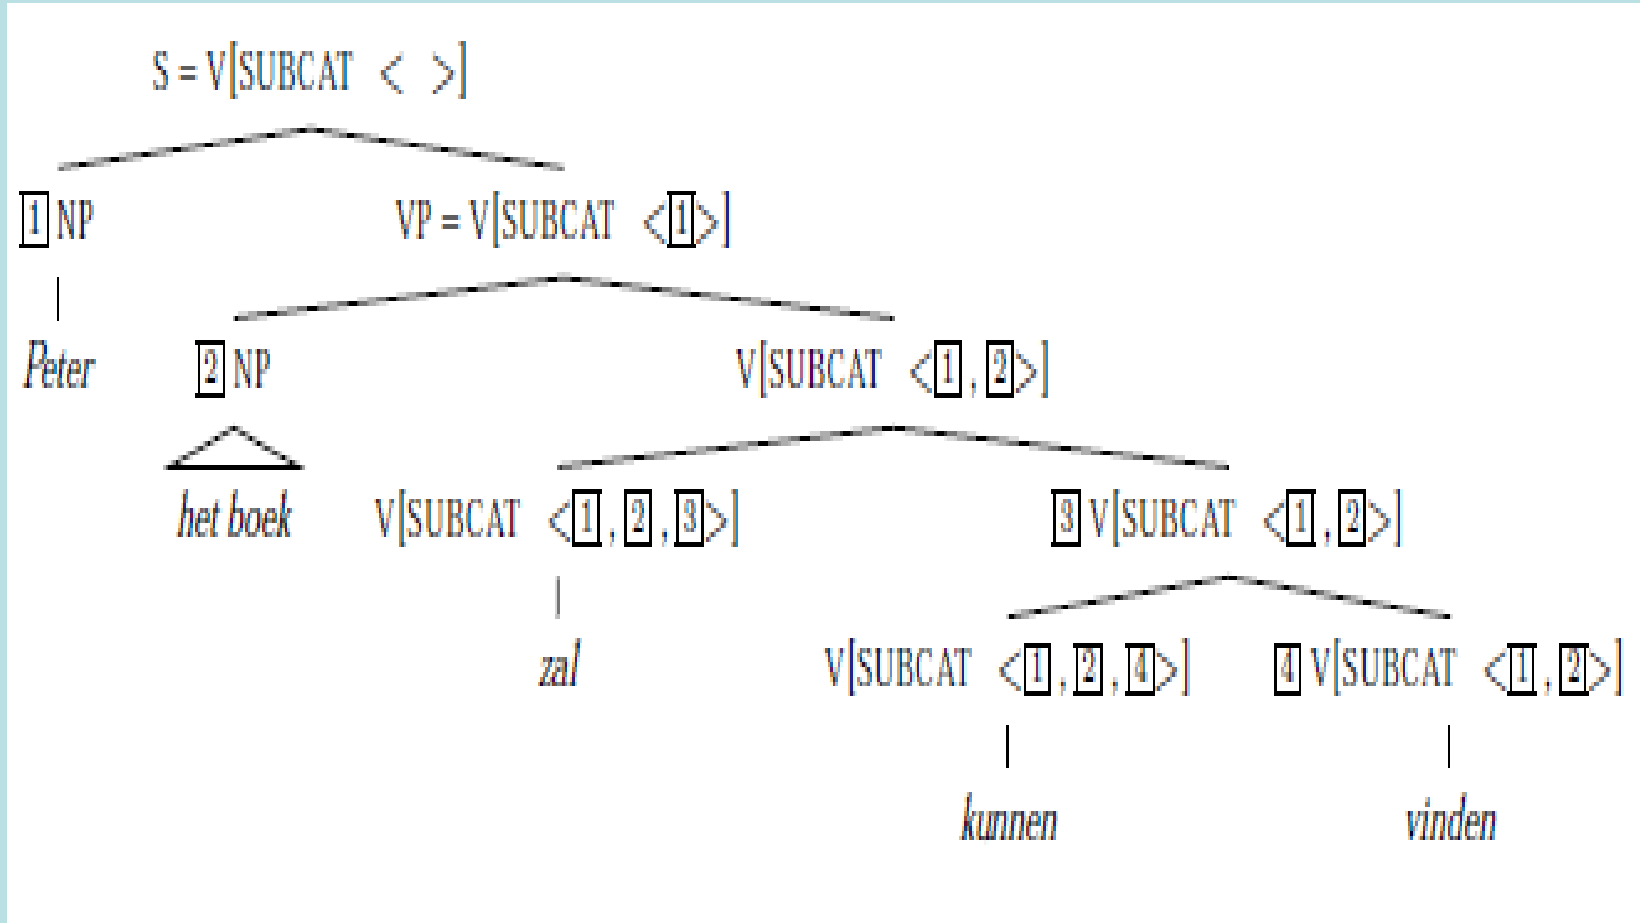 S = V[SUBCAT < >]
1 NP VP = V[SUBCAT <1>]
Peter 2 NP V[SUBCAT <1, 2>]
het boek V[SUBCAT <1, 2, 3>] 3 V[SUBCAT <1, 2>]
zal V[SUBCAT <1, 2, 4>] 4 V[SUBCAT <1, 2>]
kunnen vinden